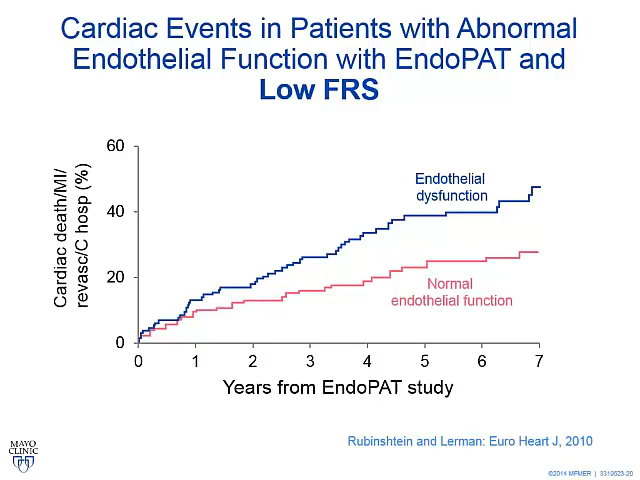 Cardiac Events in Patients with Abnormal
Endothelial Function with EndoPAT and
Low FRS
60
40
20
0
Cardiac death/MI/
revasc/C hosp (%)
Endothelial
dysfunction
Normal
endothelial function
0 1 2 3 4 5 6 7
Years from EndoPAT study
Rubinshtein and Lerman: Euro Heart J, 2010
MAYO
CLINIC
©2014 MFMER | 3319523-20